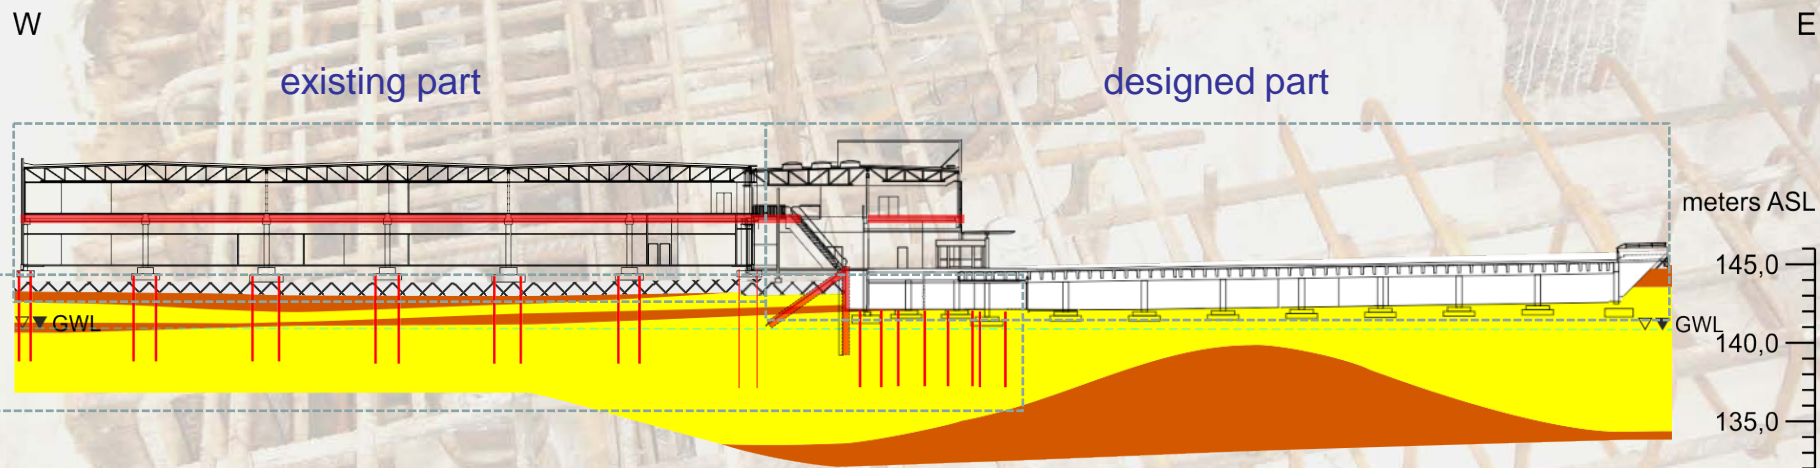 W
E
existing part
designed part
meters ASL
145,0
GWL
GWL
140,0
135,0